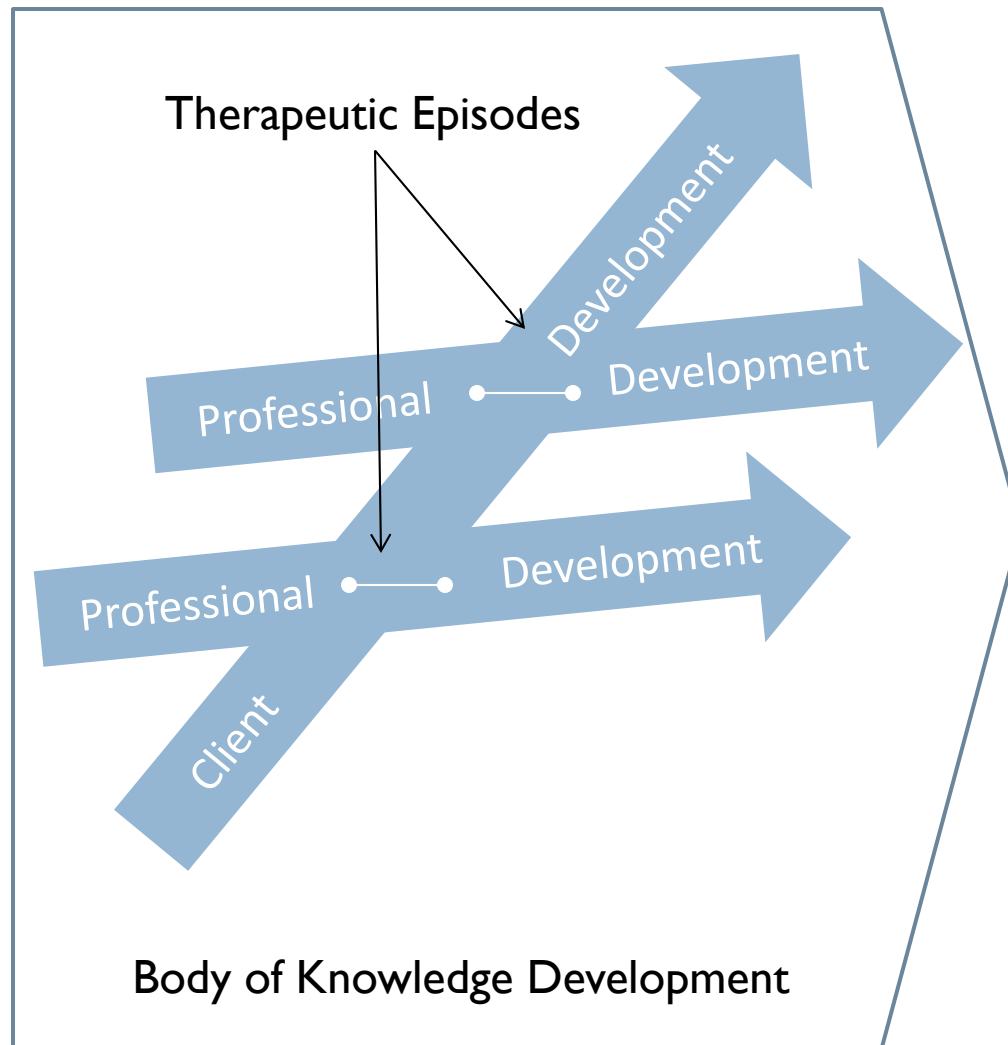 Therapeutic Episodes
Development
Professional Development
Professional Development
Client
Body of Knowledge Development